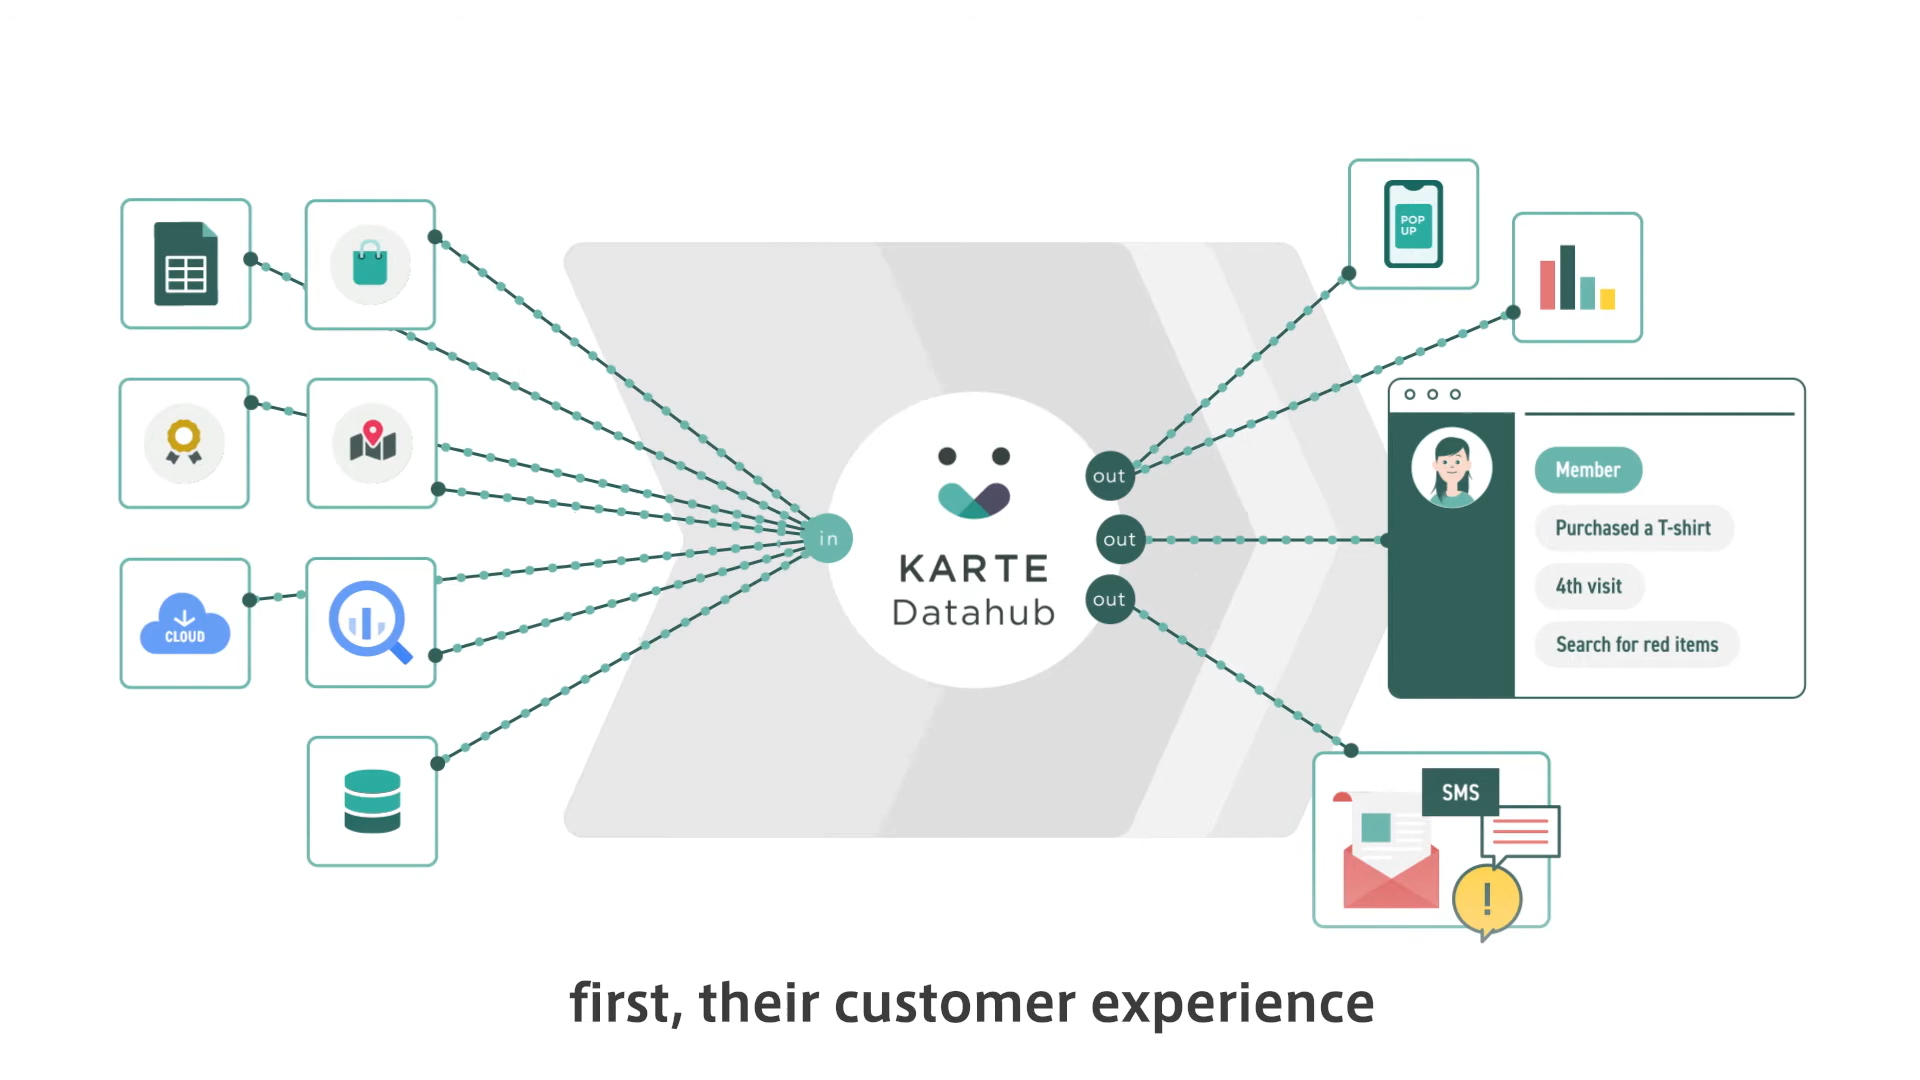 POP
UP
Member
Purchased a T-shirt
4th visit
Search for red items
CLOUD
in
out
out
out
KARTE
Datahub
SMS
!
first, their customer experience